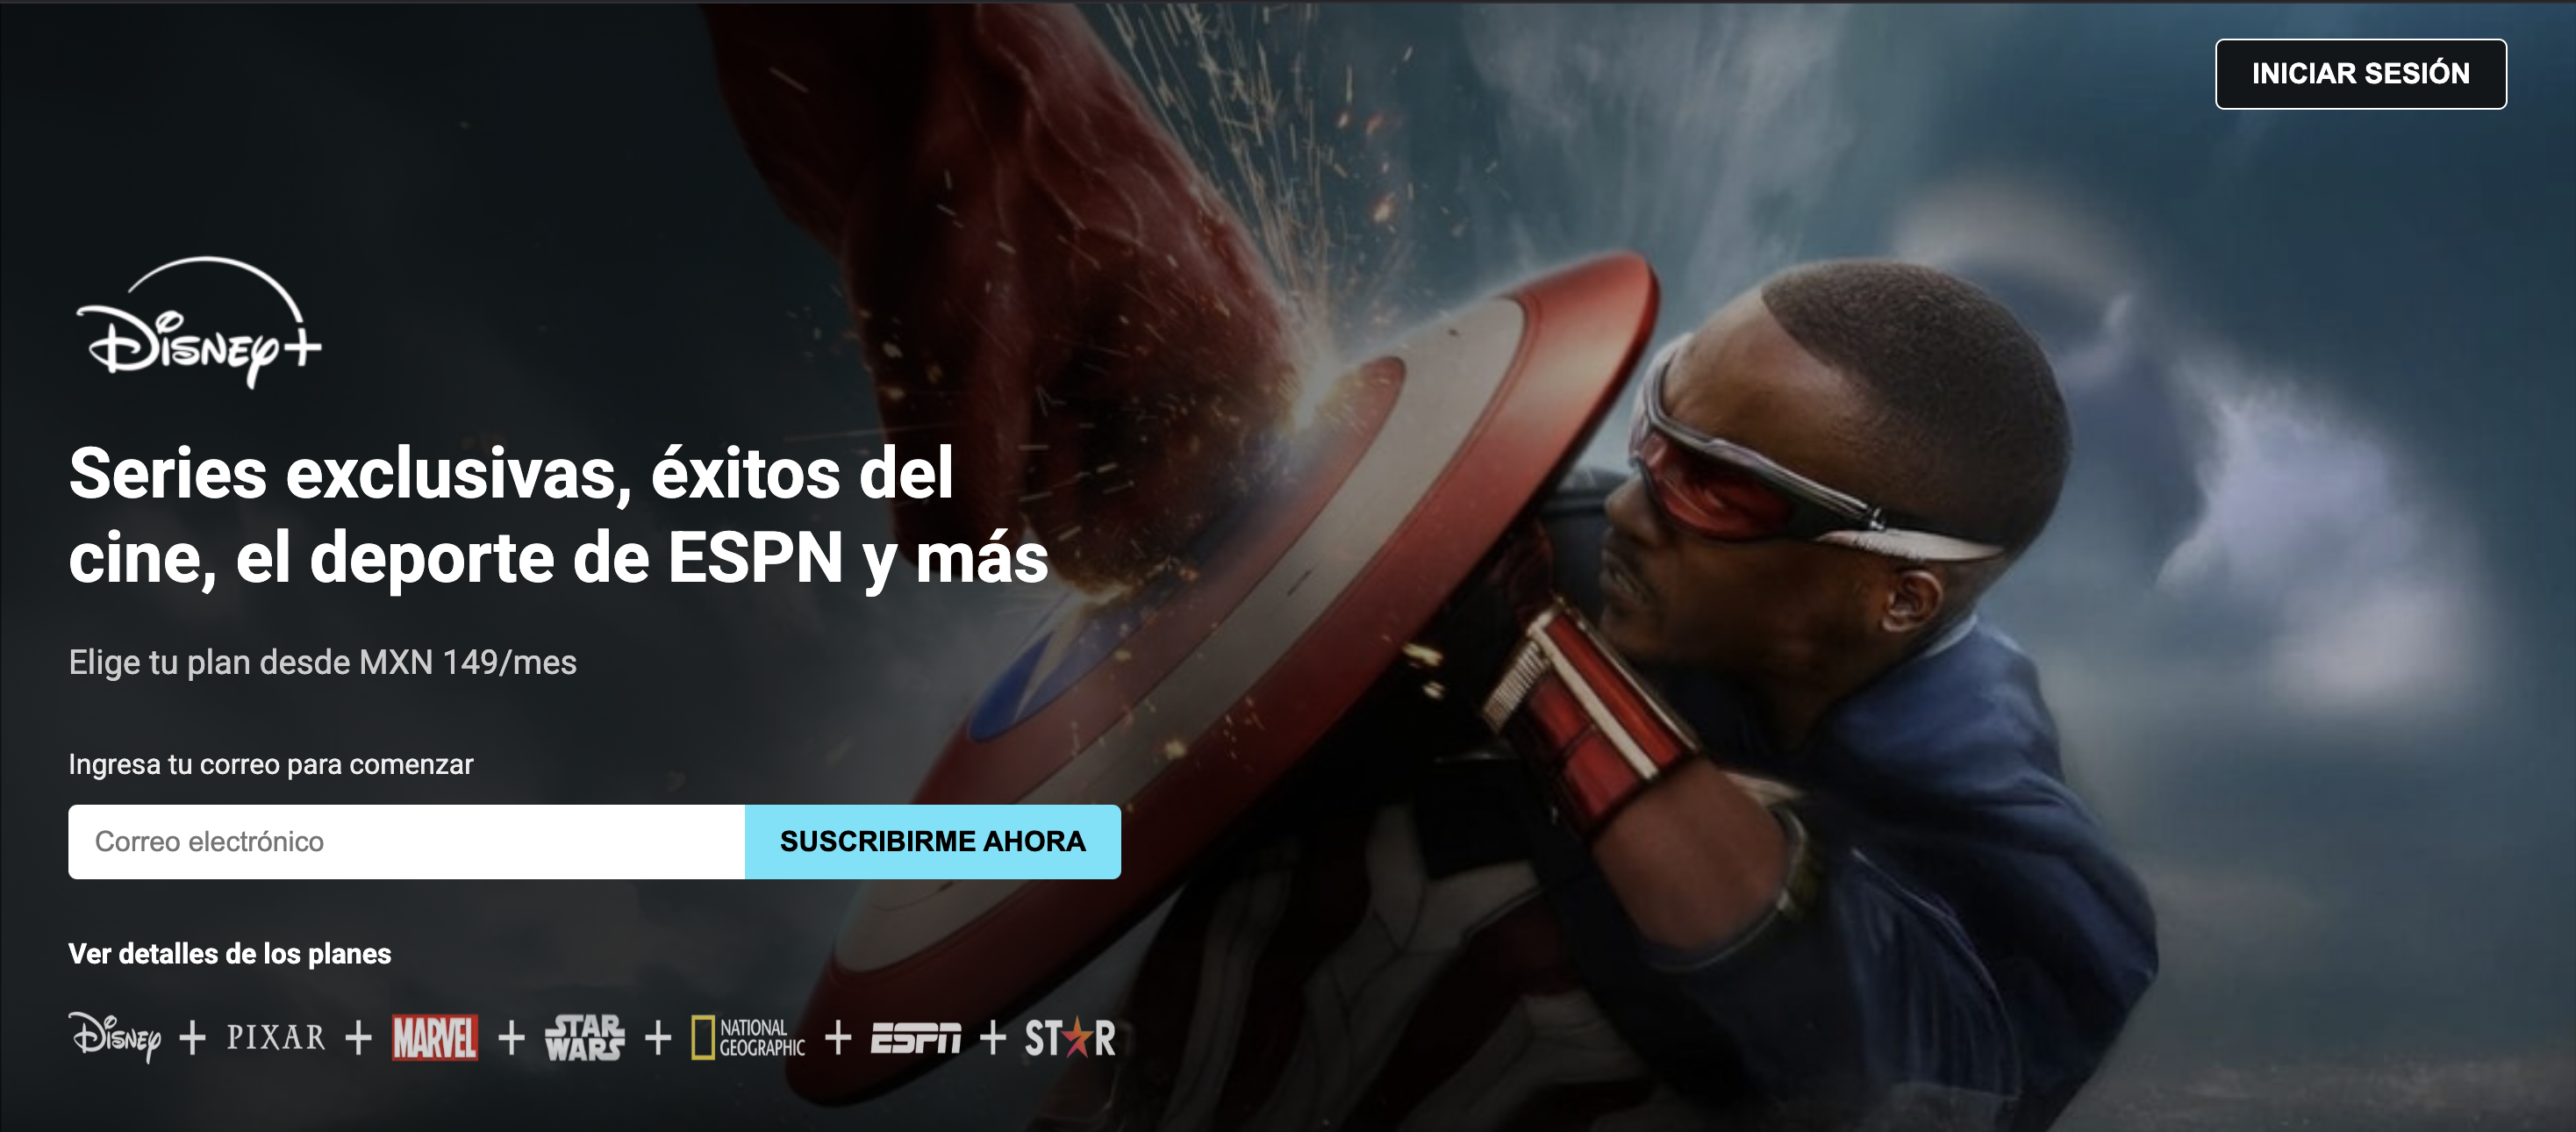 INICIAR SESIÓN
Disney+
Series exclusivas, éxitos del
cine, el deporte de ESPN y más
Elige tu plan desde MXN 149/mes
Ingresa tu correo para comenzar
Correo electrónico
SUSCRIBIRME AHORA
Ver detalles de los planes
Disney + PIXAR + MARVEL + STAR WARS + NATIONAL GEOGRAPHIC + ESPN + STAR